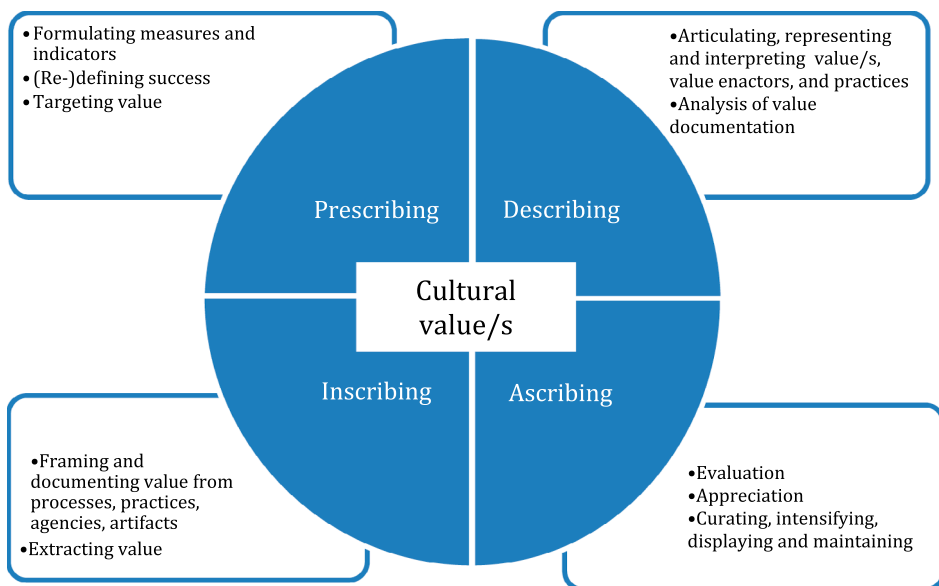 •Formulating measures and
indicators
•(Re-)defining success
•Targeting value
•Articulating, representing
and interpreting value/s,
value enactors, and practices
•Analysis of value
documentation
Prescribing
Describing
Cultural
value/s
Inscribing
Ascribing
•Framing and
documenting value from
processes, practices,
agencies, artifacts
•Extracting value
•Evaluation
•Appreciation
•Curating, intensifying,
displaying and maintaining